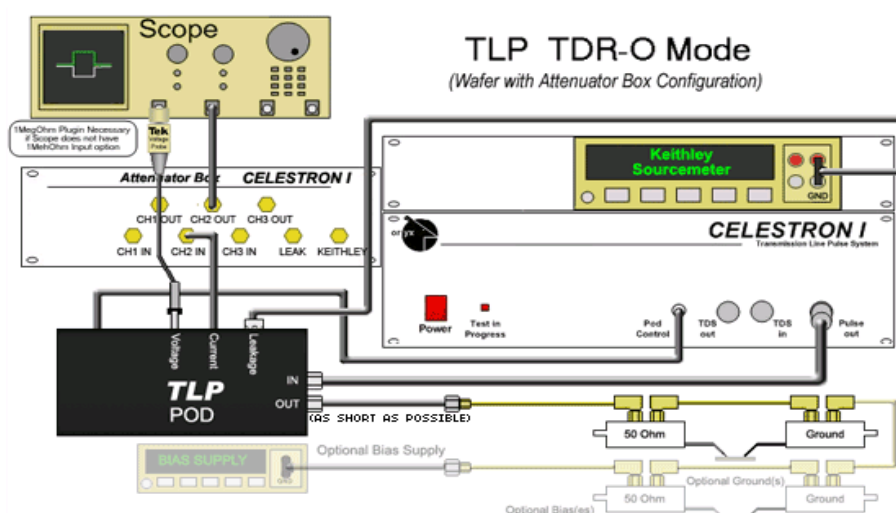 Scope
TLP TDR-O Mode
(Wafer with Attenuator Box Configuration)
1MegOhm Plugin Necessary
if Scope does not have
1MehOhm Input option
Tek
Voltage
Probe
Keithley
Sourcemeter
GND
Attenuator Box CELESTRON I
CH1 OUT CH2 OUT CH3 OUT
CH1 IN CH2 IN CH3 IN LEAK KEITHLEY
oryx
CELESTRON I
Transmission Line Pulse System
Power
Test in
Progress
Pod
Control
TDS
out
TDS
in
Pulse
out
Voltage
Current
Leakage
IN
OUT
TLP
POD
(AS SHORT AS POSSIBLE)
50 Ohm
Ground
BIAS SUPPLY
GND
Optional Bias Supply
Optional Ground(s)
Optional Bias(es)
50 Ohm
Ground